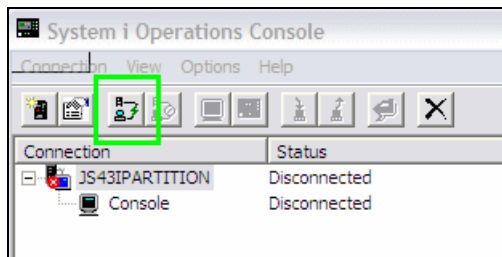 System i Operations Console
Connection View Options Help
Connection Status
JS43IPARTITION Disconnected
Console Disconnected